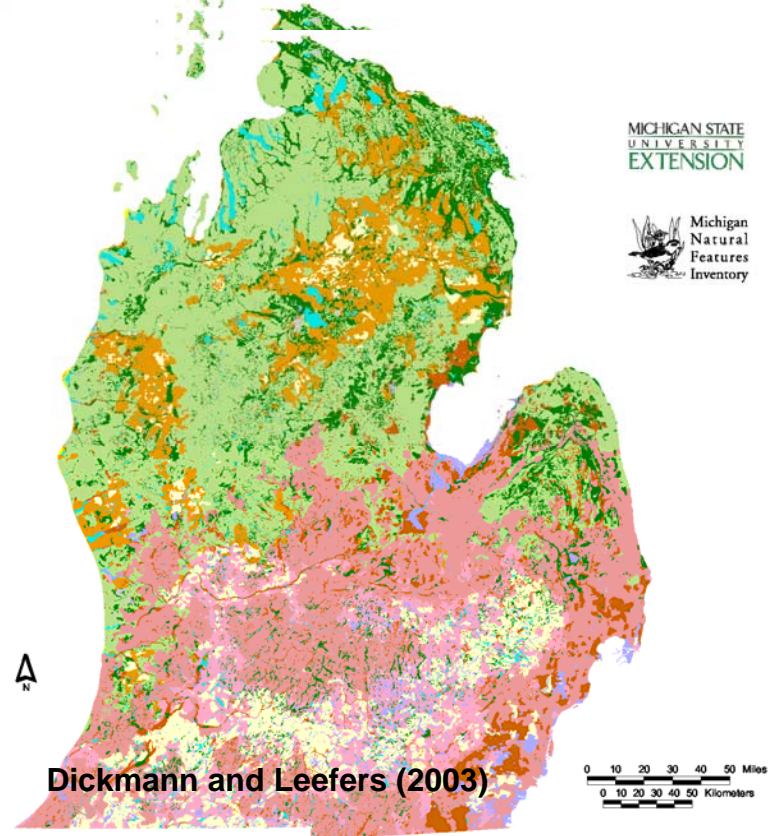 MICHIGAN STATE
UNIVERSITY
EXTENSION
Michigan
Natural
Features
Inventory
N
Dickmann and Leefers (2003)
0 10 20 30 40 50 Miles
0 10 20 30 40 50 Kilometers